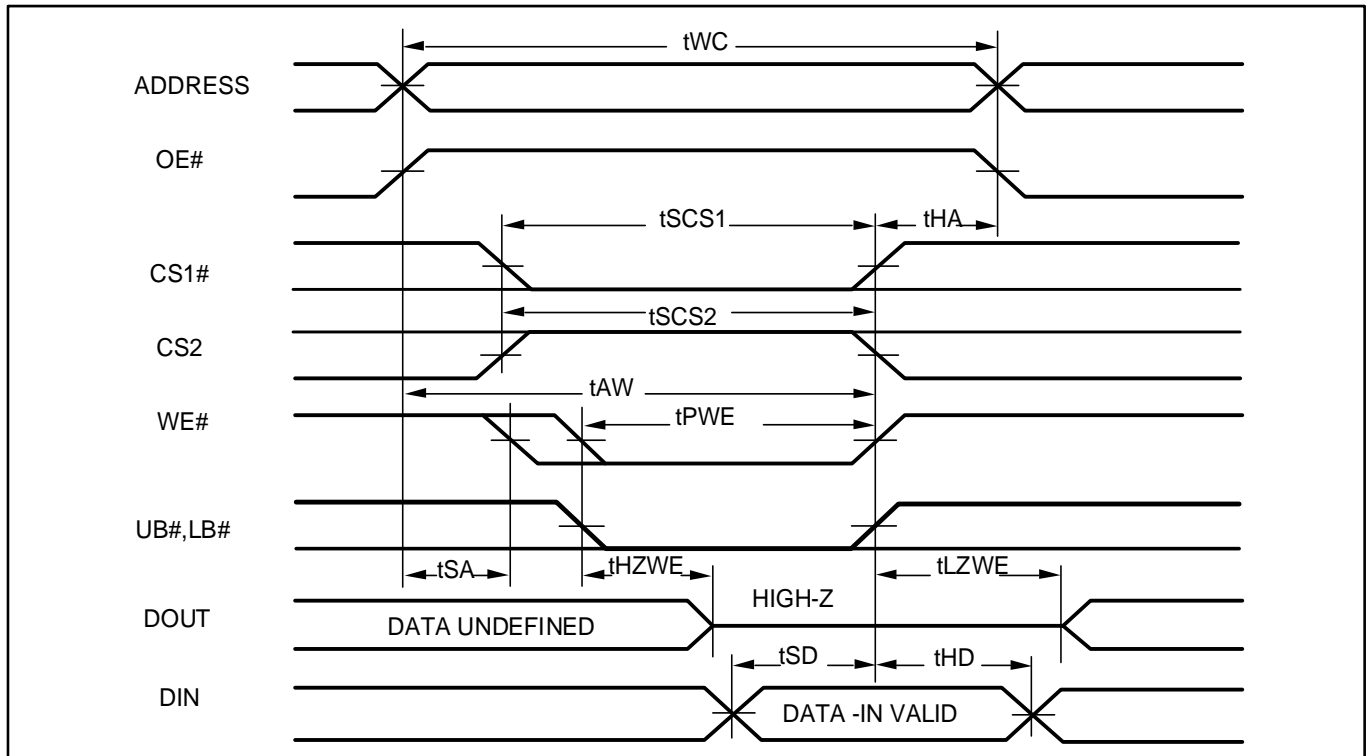 tWC
ADDRESS
OE#
tSCS1
tHA
CS1#
tSCS2
CS2
tAW
WE#
tPWE
UB#,LB#
tSA
tHZWE
tLZWE
DOUT
DATA UNDEFINED
HIGH-Z
tSD
tHD
DIN
DATA -IN VALID